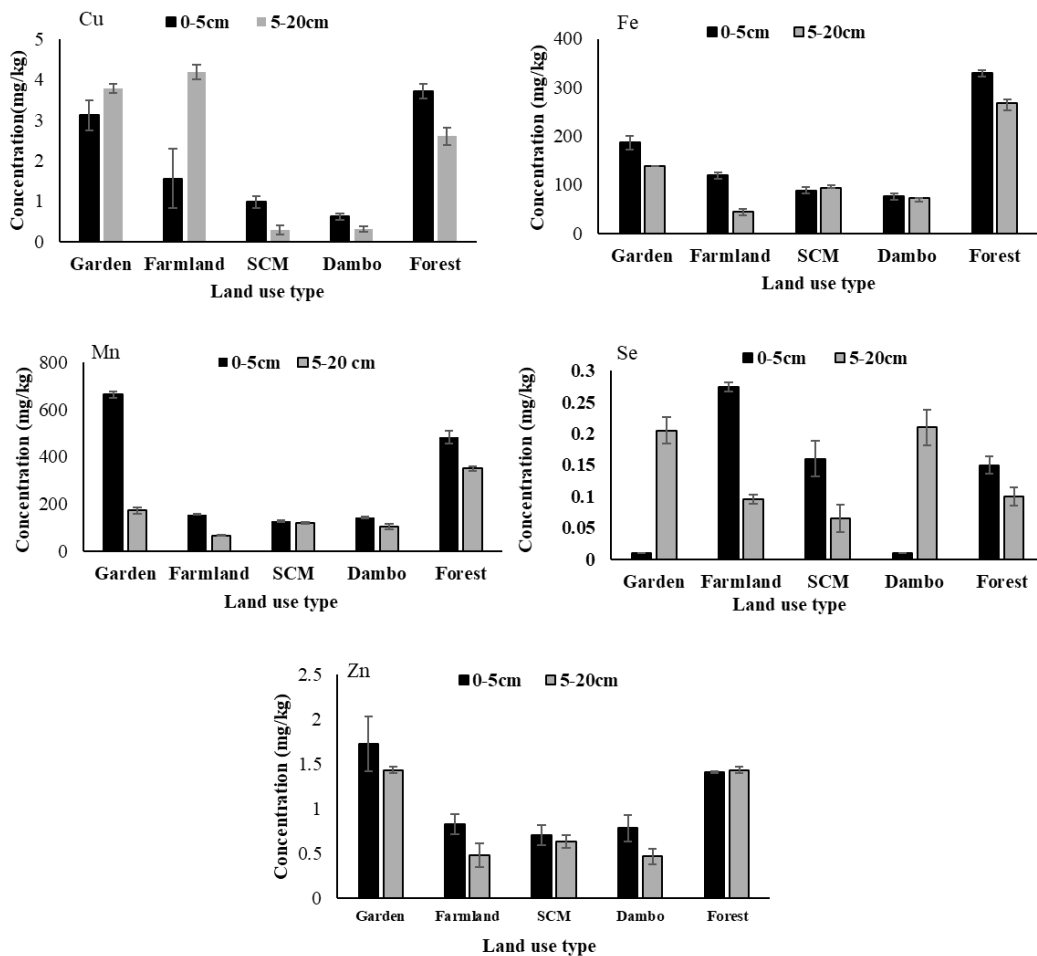 Cu
0-5cm 5-20cm
Concentration(mg/kg)
5
4
3
2
1
0
Garden Farmland SCM Dambo Forest
Land use type
Fe
0-5cm 5-20cm
Concentration (mg/kg)
400
300
200
100
0
Garden Farmland SCM Dambo Forest
Land use type
Mn
0-5cm 5-20 cm
Concentration (mg/kg)
800
600
400
200
0
Garden Farmland SCM Dambo Forest
Land use type
Se
0-5cm 5-20cm
Concentration (mg/kg)
0.3
0.25
0.2
0.15
0.1
0.05
0
Garden Farmland SCM Dambo Forest
Land use type
Zn
0-5cm 5-20cm
Concentration (mg/kg)
2.5
2
1.5
1
0.5
0
Garden Farmland SCM Dambo Forest
Land use type